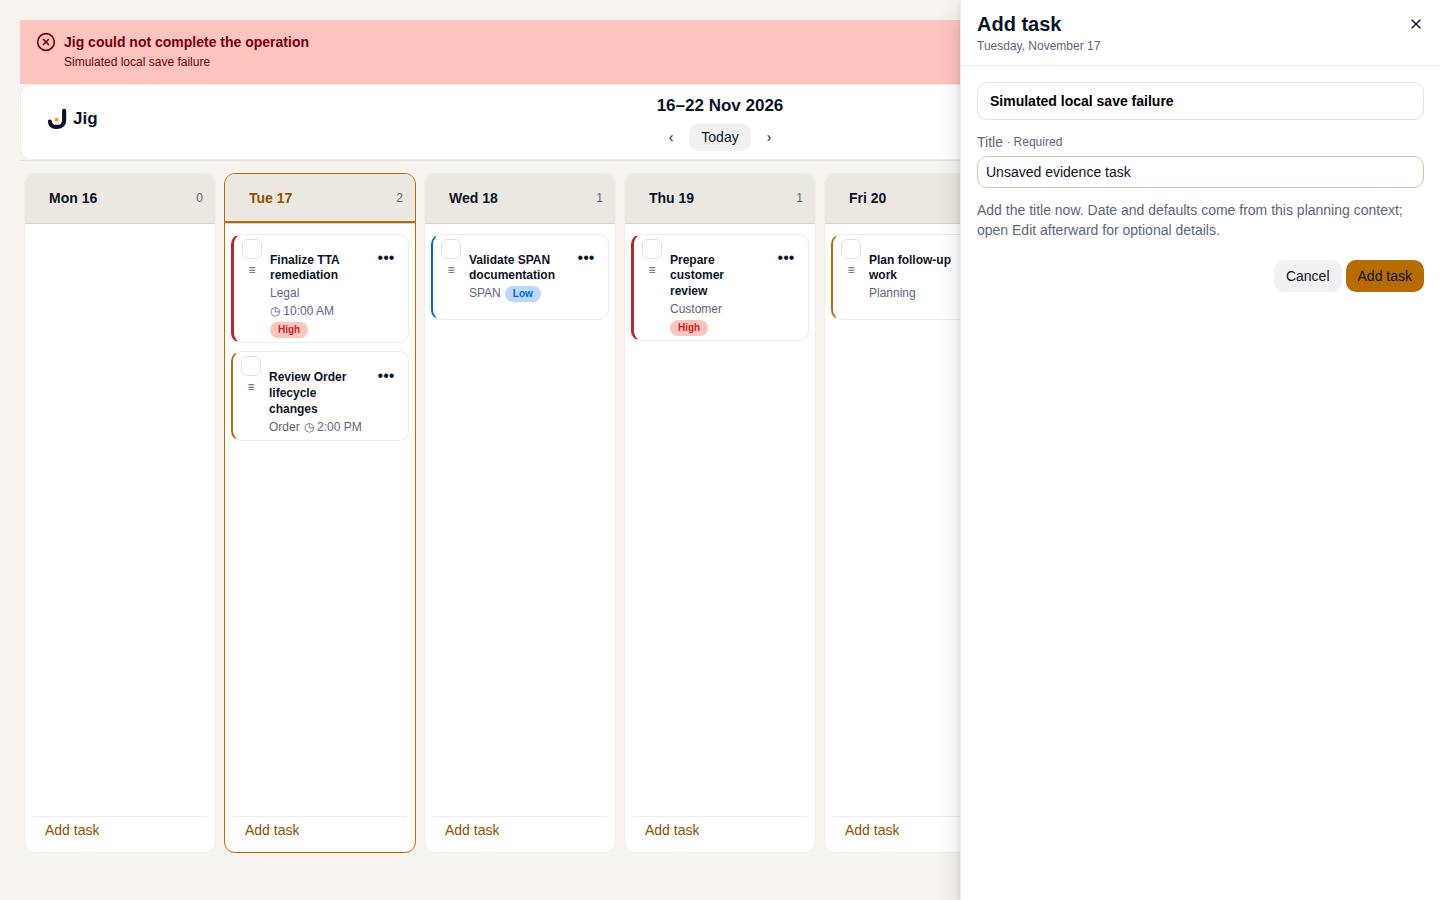 Jig could not complete the operation
Simulated local save failure
Jig
16–22 Nov 2026
‹ Today ›
Mon 16 0
Add task
Tue 17 2
Finalize TTA
remediation
•••
Legal
10:00 AM
High
Review Order
lifecycle
changes
•••
Order 2:00 PM
Add task
Wed 18 1
Validate SPAN
documentation
•••
SPAN Low
Add task
Thu 19 1
Prepare
customer
review
•••
Customer
High
Add task
Fri 20
Plan follow-up
work
Planning
Add task
Add task
Tuesday, November 17
Simulated local save failure
Title · Required
Unsaved evidence task
Add the title now. Date and defaults come from this planning context;
open Edit afterward for optional details.
Cancel Add task